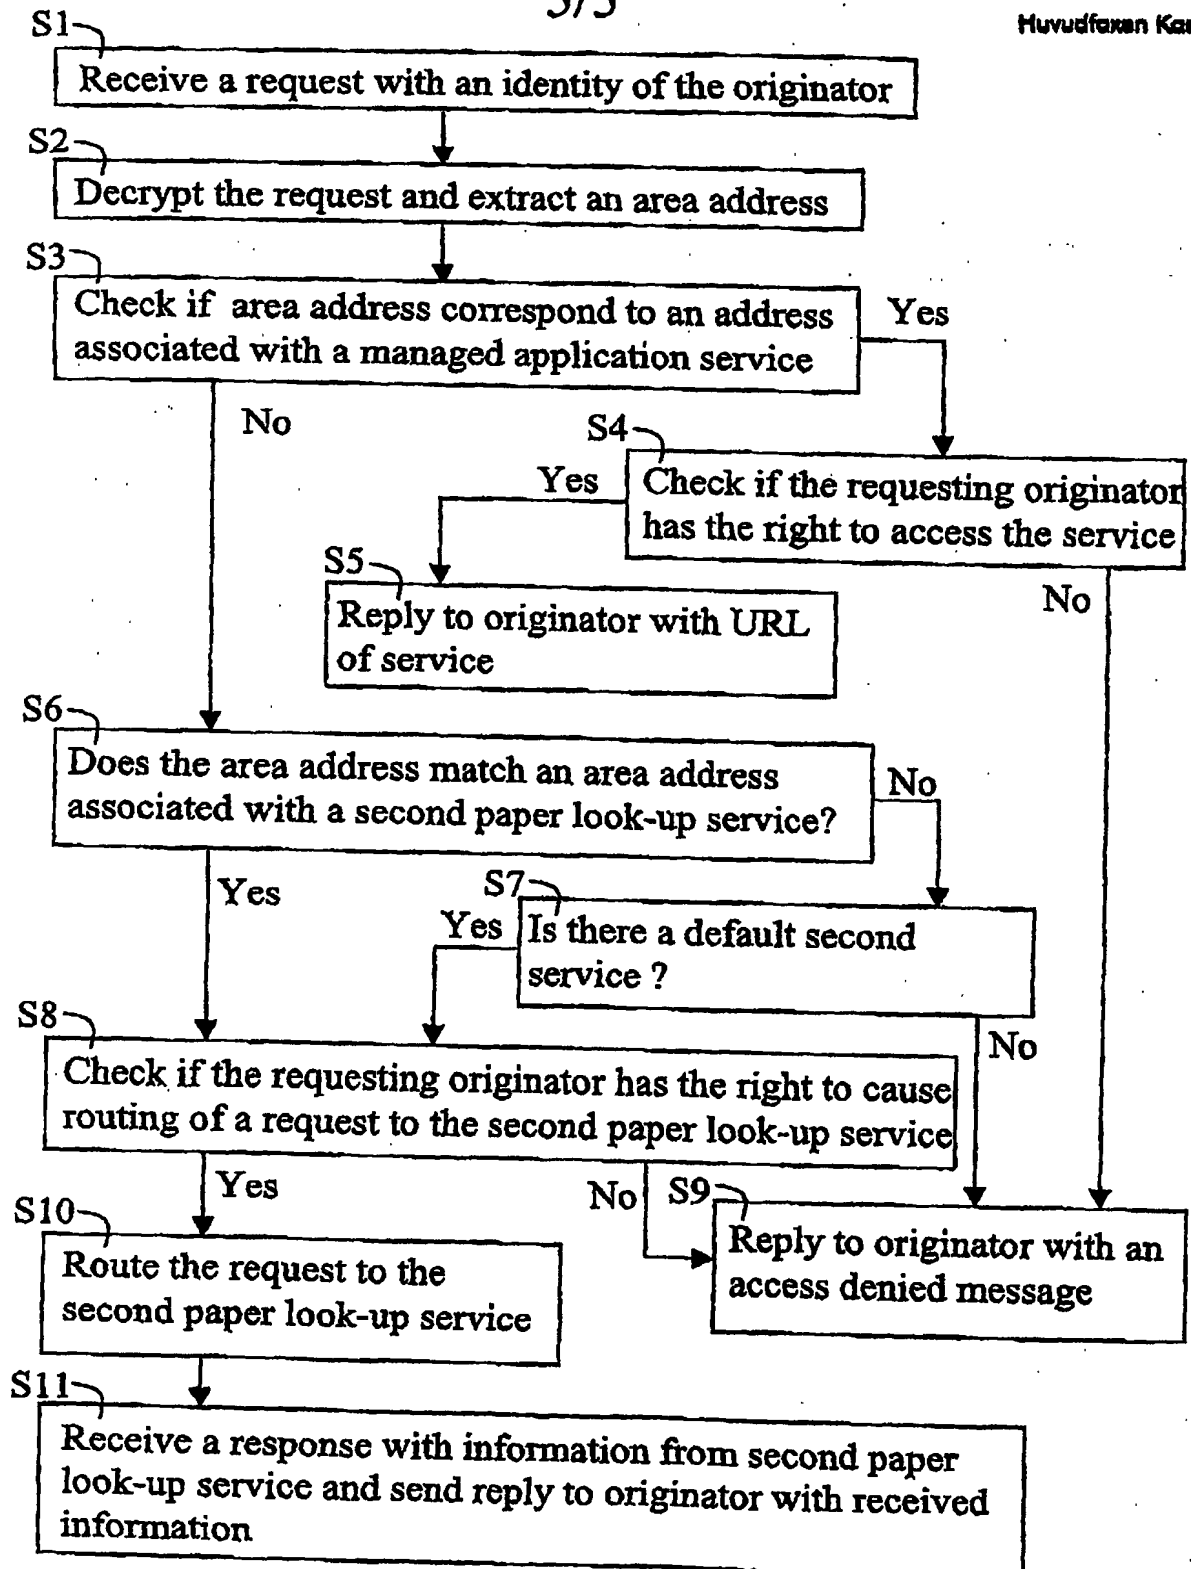 3/3
Huvudfaxen Kas
S1
Receive a request with an identity of the originator
S2
Decrypt the request and extract an area address
S3
Check if area address correspond to an address
associated with a managed application service
Yes
No
S4
Check if the requesting originator
has the right to access the service
Yes
No
S5
Reply to originator with URL
of service
S6
Does the area address match an area address
associated with a second paper look-up service?
No
Yes
S7
Is there a default second
service ?
Yes
No
S8
Check if the requesting originator has the right to cause
routing of a request to the second paper look-up service
Yes
No
S9
Reply to originator with an
access denied message
S10
Route the request to the
second paper look-up service
S11
Receive a response with information from second paper
look-up service and send reply to originator with received
information